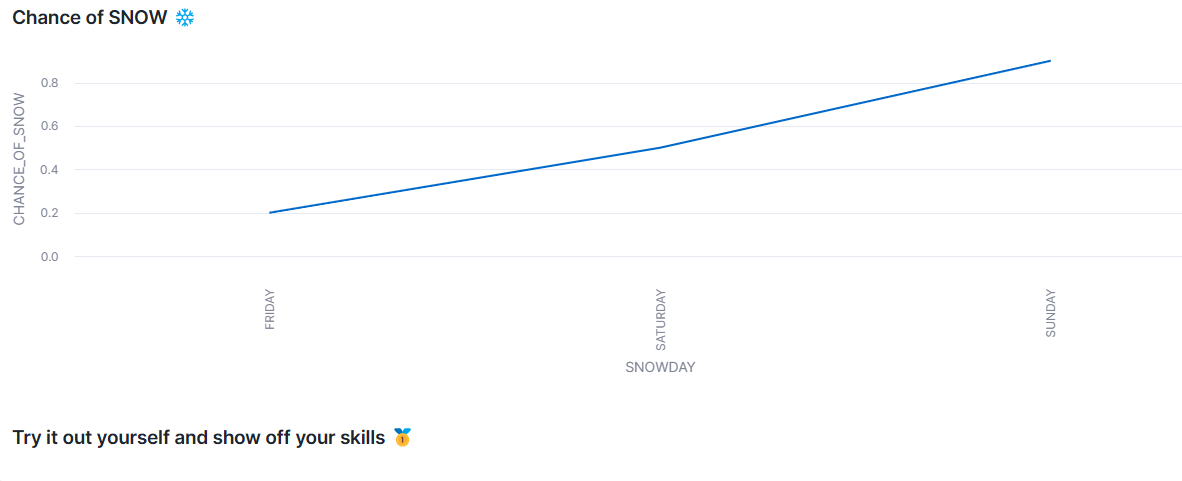 Chance of SNOW ❄️
CHANCE_OF_SNOW
0.8
0.6
0.4
0.2
0.0
FRIDAY
SATURDAY
SUNDAY
SNOWDAY
Try it out yourself and show off your skills 🥇